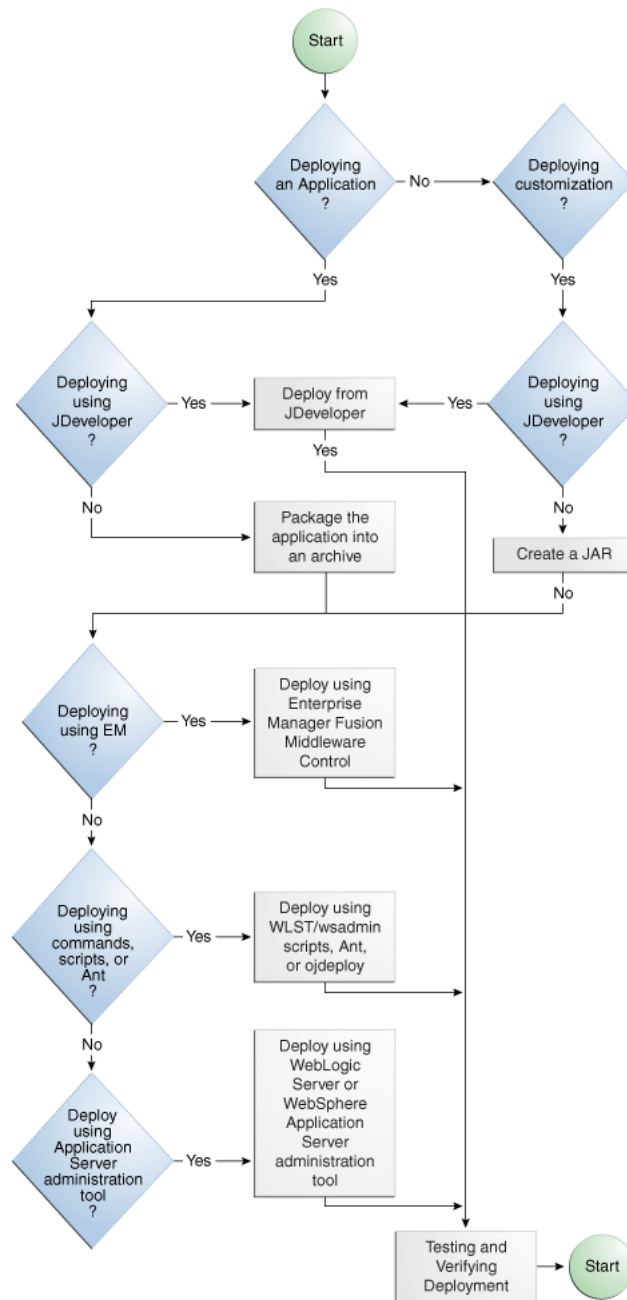 Start
Deploying
an Application
?
No
Deploying
customization
?
Yes
Yes
Deploying
using
JDeveloper
?
Yes
Deploy from
JDeveloper
Yes
Deploying
using
JDeveloper
?
Yes
No
Package the
application into
an archive
No
Create a JAR
No
Deploying
using EM
?
Yes
Deploy using
Enterprise
Manager Fusion
Middleware
Control
No
Deploying
using
commands,
scripts, or
Ant
?
Yes
Deploy using
WLST/wsadmin
scripts, Ant,
or ojdeploy
No
Deploy
using
Application
Server
administration
tool
?
Yes
Deploy using
WebLogic
Server or
WebSphere
Application
Server
administration
tool
Testing and
Verifying
Deployment
Start